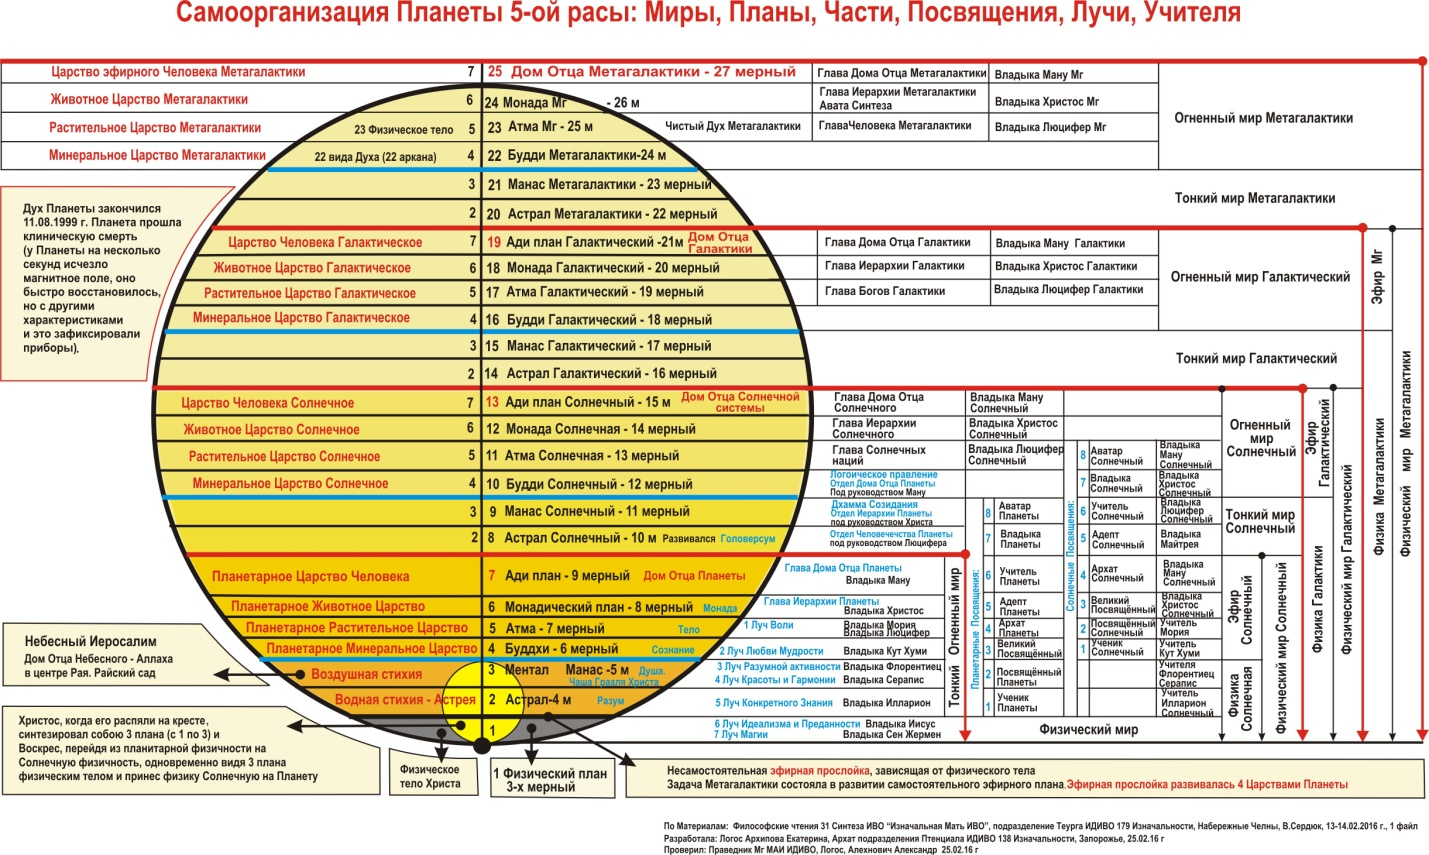 Самоорганизация Планеты 5-ой расы: Миры, Планы, Части, Посвящения, Лучи, Учителя
Царство эфирного Человека Метагалактики
7
25 Дом Отца Метагалактики - 27 мерный
Глава Дома Отца Метагалактики
Владыка Ману Мг
Животное Царство Метагалактики
6
24 Монада Мг - 26 м
Глава Иерархии Метагалактики
Авата Синтеза
Владыка Христос Мг
Огненный мир Метагалактики
Растительное Царство Метагалактики
23 Физическое тело
5
23 Атма Мг - 25 м
Чистый Дух Метагалактики
ГлаваЧеловека Метагалактики
Владыка Люцифер Мг
Минеральное Царство Метагалактики
22 вида Духа (22 аркана)
4
22 Будди Метагалактики-24 м
3
21 Манас Метагалактики - 23 мерный
Тонкий мир Метагалактики
2
20 Астрал Метагалактики - 22 мерный
Дух Планеты закончился
11.08.1999 г. Планета прошла
клиническую смерть
(у Планеты на несколько
секунд исчезло
магнитное поле, оно
быстро восстановилось,
но с другими
характеристиками
и это зафиксировали
приборы).
Царство Человека Галактическое
7
19 Ади план Галактический -21м
Дом Отца
Галактики
Глава Дома Отца Галактики
Владыка Ману Галактики
Животное Царство Галактическое
6
18 Монада Галактический - 20 мерный
Глава Иерархии Галактики
Владыка Христос Галактики
Огненный мир Галактический
Растительное Царство Галактическое
5
17 Атма Галактический - 19 мерный
Глава Богов Галактики
Владыка Люцифер Галактики
Минеральное Царство Галактическое
4
16 Будди Галактический - 18 мерный
3
15 Манас Галактический - 17 мерный
Тонкий мир Галактический
2
14 Астрал Галактический - 16 мерный
Эфир Мг
Физика Метагалактики
Физический мир Метагалактики
Царство Человека Солнечное
7
13 Ади план Солнечный - 15 м
Дом Отца Солнечной
системы
Глава Дома Отца
Солнечного
Владыка Ману
Солнечный
Животное Царство Солнечное
6
12 Монада Солнечная - 14 мерный
Глава Иерархии
Солнечного
Владыка Христос
Солнечный
Огненный
мир
Солнечный
Эфир
Галактический
Растительное Царство Солнечное
5
11 Атма Солнечная - 13 мерный
Глава Солнечных
наций
Владыка Люцифер
Солнечный
Минеральное Царство Солнечное
4
10 Будди Солнечный - 12 мерный
Логоическое правление
Отдел Дома Отца Планеты
Под руководством Ману
3
9 Манас Солнечный - 11 мерный
Дхамма Созидания
Отдел Иерархии Планеты
под руководством Христа
2
8 Астрал Солнечный - 10 м Развивался Головерсум
Отдел Человечечства Планеты
под руководством Люцифера
Тонкий мир
Солнечный
Солнечные Посвящения:
8 Аватар
Солнечный
Владыка
Ману
Солнечный
7 Владыка
Солнечный
Владыка
Христос
Солнечный
6 Учитель
Солнечный
Владыка
Люцифер
Солнечный
5 Адепт
Солнечный
Владыка
Майтрея
4 Архат
Солнечный
Владыка
Ману
Солнечный
3 Великий
Посвящённый
Владыка
Христос
Солнечный
2 Посвящённый
Солнечный
Учитель
Мория
1 Ученик
Солнечный
Учитель
Кут Хуми
Учителя
Флорентиец
Серапис
Учитель
Илларион
Солнечный
Планетарные Посвящения:
8 Аватар
Планеты
7 Владыка
Планеты
6 Учитель
Планеты
5 Адепт
Планеты
4 Архат
Планеты
3 Великий
Посвящённый
2 Посвящённый
Планеты
1 Ученик
Планеты
Эфир
Солнечный
Физика
Солнечная
Физический мир Солнечный
Физика Галактики
Физический мир Галактический
Планетарное Царство Человека
7
Ади план - 9 мерный
Дом Отца Планеты
Глава Дома Отца Планеты
Владыка Ману
Планетарное Животное Царство
6
Монадический план - 8 мерный
Монада
Глава Иерархии Планеты
Владыка Христос
Планетарное Растительное Царство
5
Атма - 7 мерный
Тело
1 Луч Воли
Владыка Мория
Владыка Люцифер
Огненный мир
Планетарное Минеральное Царство
4
Буддхи - 6 мерный
Сознание
2 Луч Любви Мудрости
Владыка Кут Хуми
Воздушная стихия
3
Ментал Манас -5 м Душа.
Чаша Грааля Христа
3 Луч Разумной активности Владыка Флорентиец
4 Луч Красоты и Гармонии Владыка Серапис
Тонкий
Водная стихия - Астрея
2
Астрал-4 м
Разум
5 Луч Конкретного Знания Владыка Илларион
1
6 Луч Идеализма и Преданности Владыка Иисус
7 Луч Магии Владыка Сен Жермен
Физический мир
Небесный Иеросалим
Дом Отца Небесного - Аллаха
в центре Рая. Райский сад
Христос, когда его распяли на кресте,
синтезировал собою 3 плана (с 1 по 3) и
Воскрес, перейдя из планитарной физичности на
Солнечную физичность, одновременно видя 3 плана
физическим телом и принес физику Солнечную на Планету
Физическое
тело Христа
1 Физический план
3-х мерный
Несамостоятельная эфирная прослойка, зависящая от физического тела
Задача Метагалактики состояла в развитии самостоятельного эфирного плана.Эфирная прослойка развивалась 4 Царствами Планеты
По Материалам: Философские чтения 31 Синтеза ИВО “Изначальная Мать ИВО”, подразделение Теурга ИДИВО 179 Изначальности, Набережные Челны, В.Сердюк, 13-14.02.2016 г., 1 файл
Разработала: Логос Архипова Екатерина, Архат подразделения Птенциала ИДИВО 138 Изначальности, Запорожье, 25.02.16 г
Проверил: Праведник Мг МАИ ИДИВО, Логос, Алехнович Александр 25.02.16 г